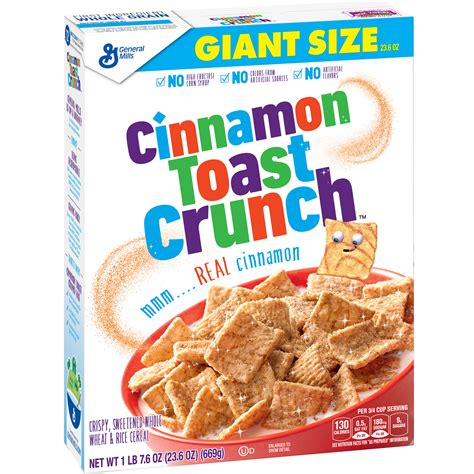 General
Mills
GIANT SIZE 23.6 OZ
NO HIGH FRUCTOSE CORN SYRUP
NO COLORS FROM ARTIFICIAL SOURCES
NO ARTIFICIAL FLAVORS
Cinnamon
Toast
Crunch™
mmm.....REAL cinnamon
PER 3/4 CUP SERVING
130 CALORIES
0.5g SAT FAT
180mg SODIUM
9g SUGARS
CRISPY, SWEETENED WHOLE
WHEAT & RICE CEREAL
ENLARGED TO
SHOW DETAIL
NET WT 1 LB 7.6 OZ (23.6 OZ) (669g)